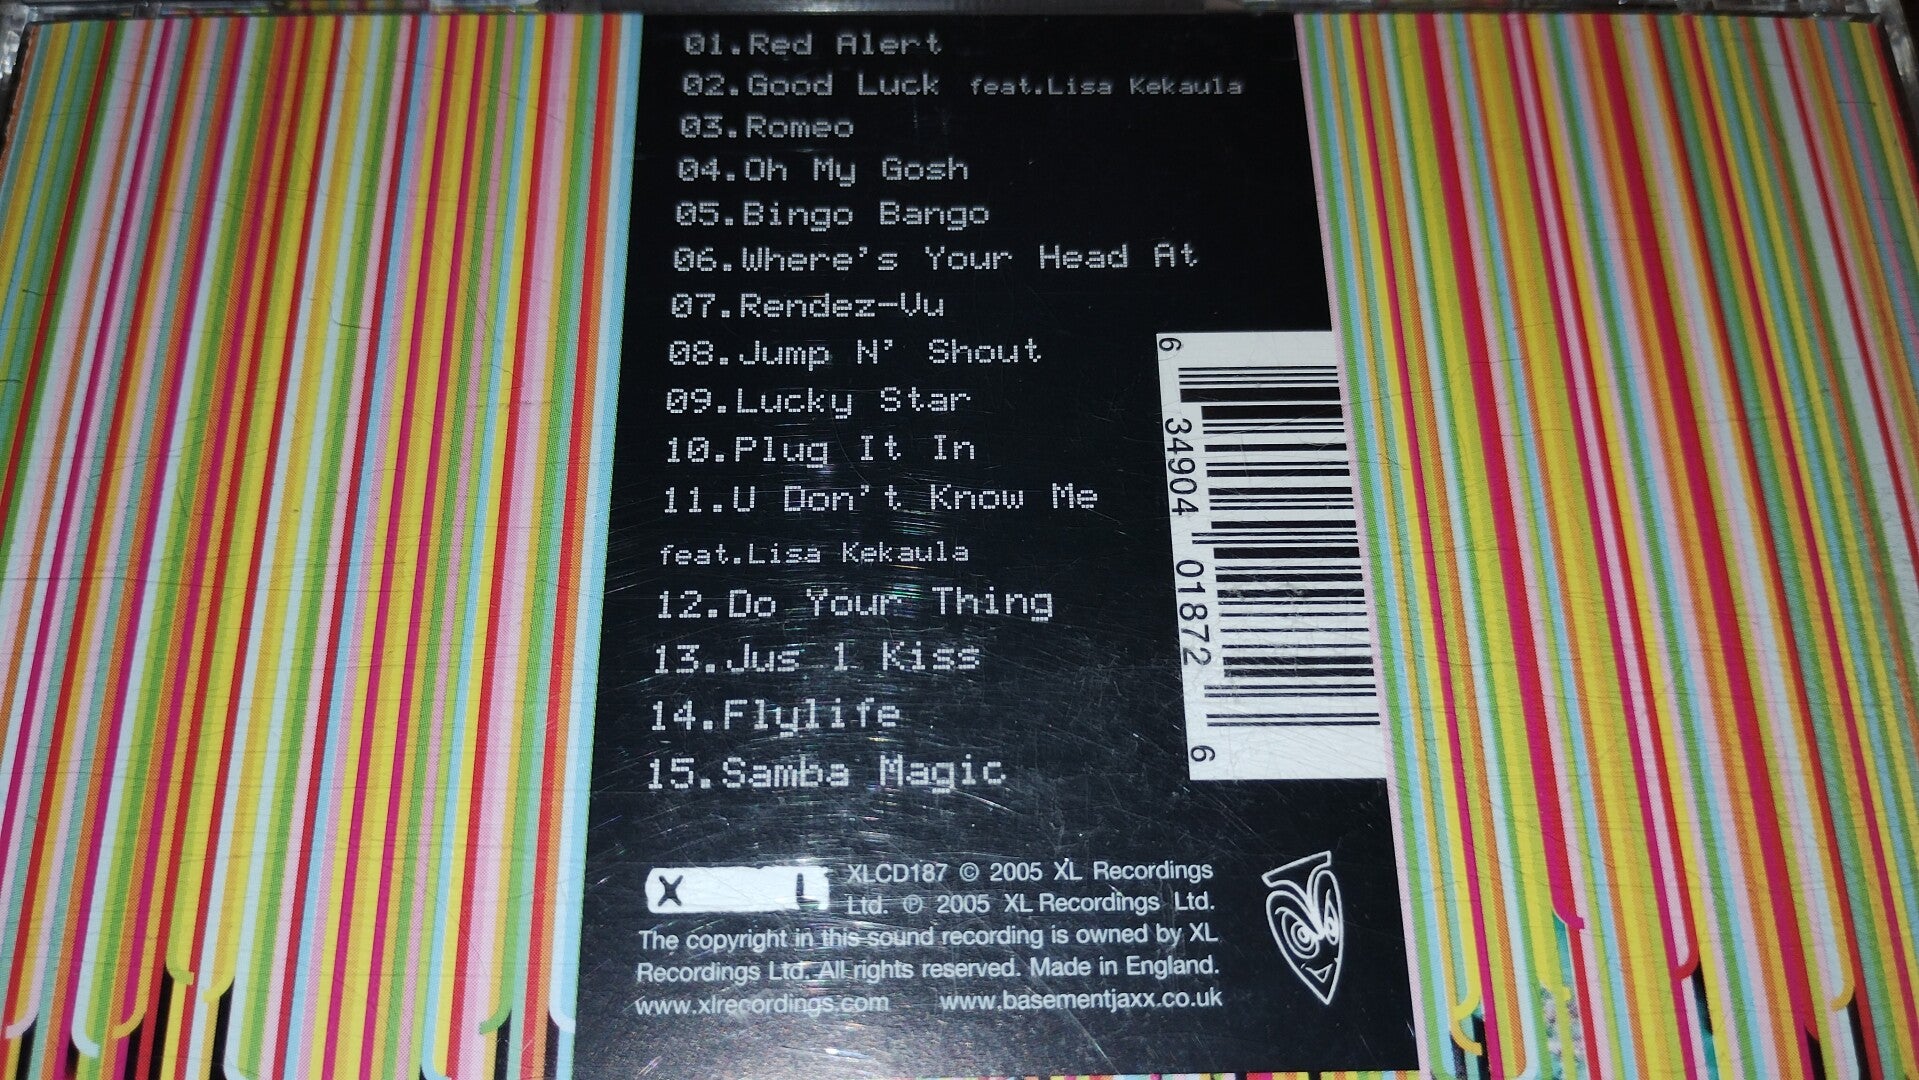 01.Red Alert
02.Good Luck feat.Lisa Kekaula
03.Romeo
04.Oh My Gosh
05.Bingo Bango
06.Where's Your Head At
07.Rendez-Vu
08.Jump N' Shout
09.Lucky Star
10.Plug It In
11.U Don't Know Me
feat.Lisa Kekaula
12.Do Your Thing
13.Jus 1 Kiss
14.Flylife
15.Samba Magic
6 34904 01872 6
XL
XLCD187 © 2005 XL Recordings
Ltd. ℗ 2005 XL Recordings Ltd.
The copyright in this sound recording is owned by XL
Recordings Ltd. All rights reserved. Made in England.
www.xlrecordings.com www.basementjaxx.co.uk